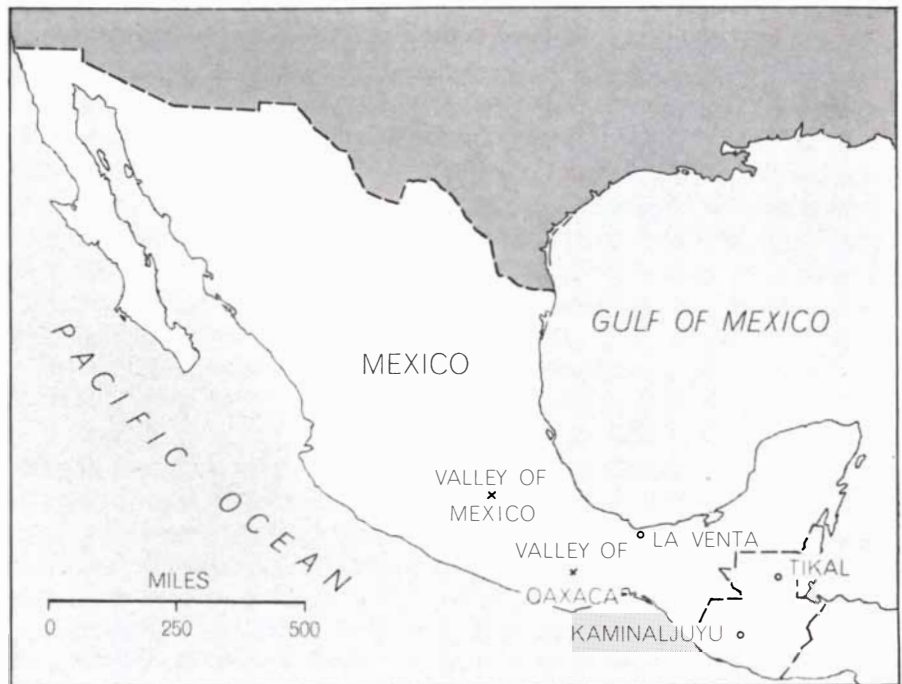 GULF OF MEXICO
MEXICO
PACIFIC OCEAN
VALLEY OF
MEXICO
LA VENTA
VALLEY OF
OAXACA
TIKAL
MILES
0 250 500
KAMINALJUYU